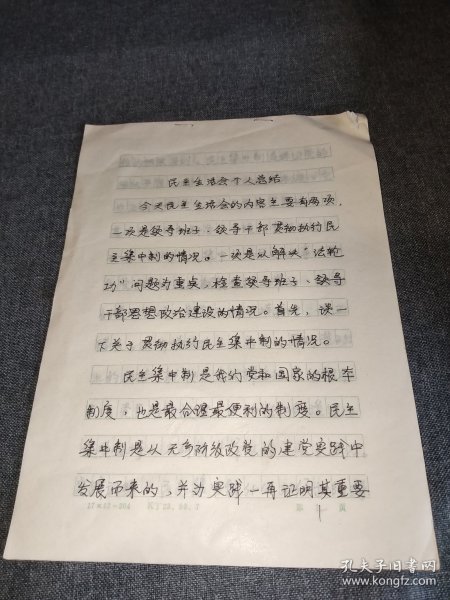 民主生活会个人总结
今天民主生活会的内容主要有两项,
一次是领导班子、领导干部贯彻执行民
主集中制的情况。一次是以解决“法轮
功”问题为重点,检查领导班子、领导
干部思想政治建设的情况。首先,谈一
下关于贯彻执行民主集中制的情况。
民主集中制是我们党和国家的根本
制度,也是最合理最便利的制度。民主
集中制是从无产阶级政党的建党实践中
发展而来的,并为实践一再证明其重要
第1页
孔夫子旧书网
www.kongfz.com